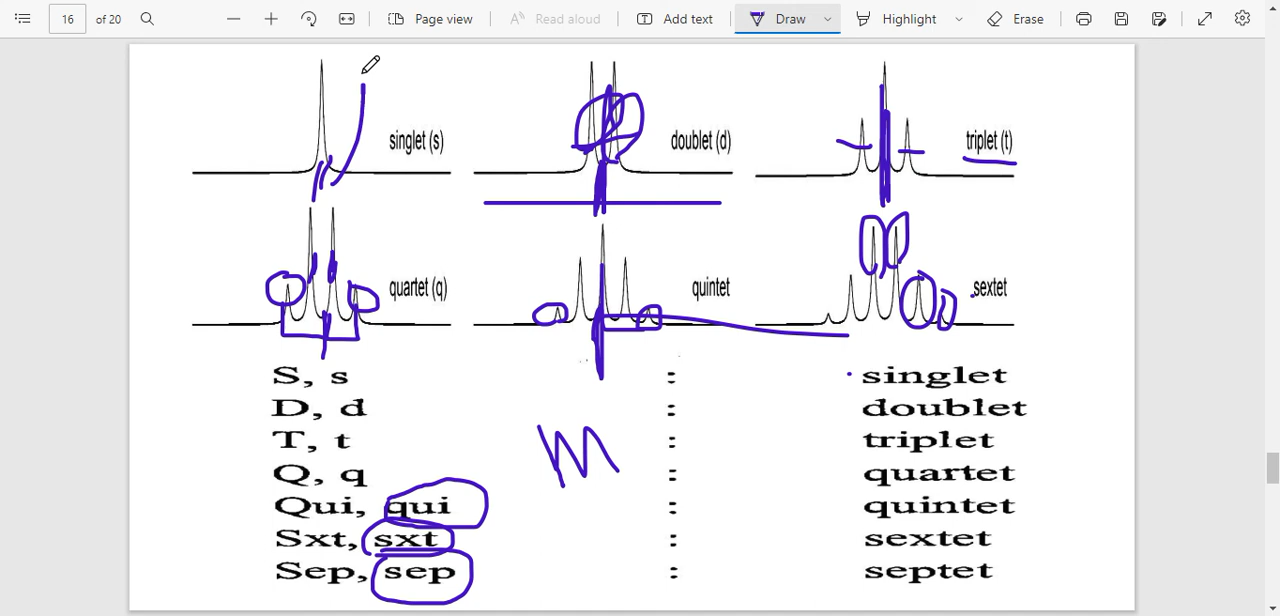 16 of 20 Page view Read aloud Add text Draw Highlight Erase
singlet (s) doublet (d) triplet (t)
quartet (q) quintet sextet
S, s : singlet
D, d : doublet
T, t : triplet
M
Q, q : quartet
Qui, qui : quintet
Sxt, sxt : sextet
Sep, sep : septet